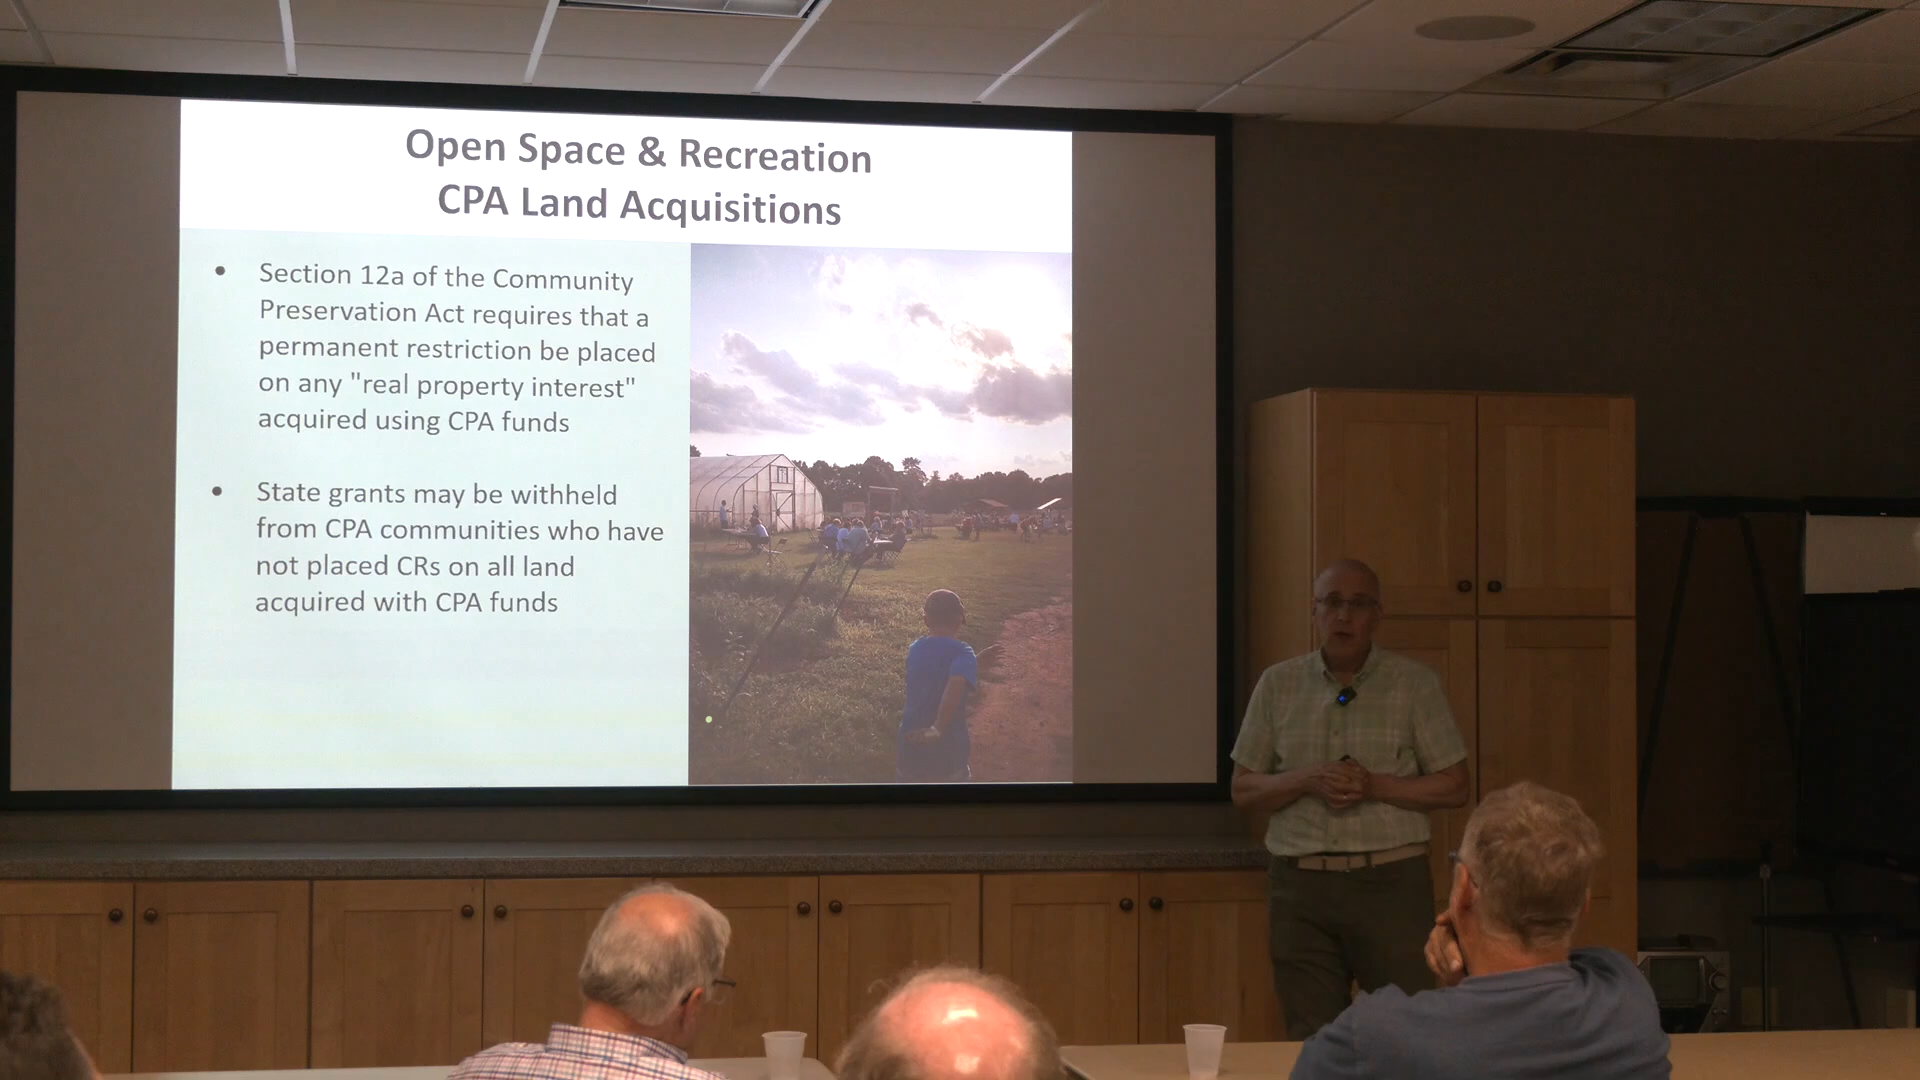 Open Space & Recreation
CPA Land Acquisitions
• Section 12a of the Community
Preservation Act requires that a
permanent restriction be placed
on any "real property interest"
acquired using CPA funds
• State grants may be withheld
from CPA communities who have
not placed CRs on all land
acquired with CPA funds